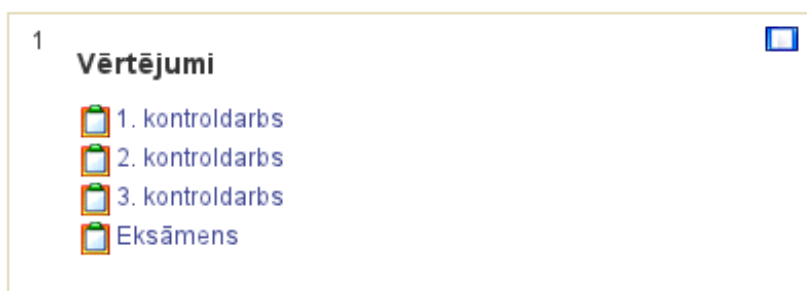 1
Vērtējumi
1. kontroldarbs
2. kontroldarbs
3. kontroldarbs
Eksāmens